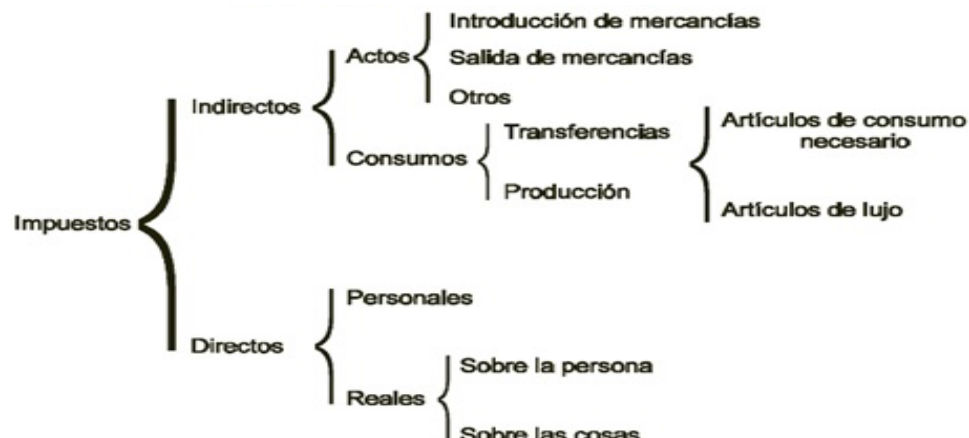 Introducción de mercancías
Actos
Salida de mercancías
Otros
Indirectos
Transferencias
Artículos de consumo
necesario
Consumos
Producción
Artículos de lujo
Impuestos
Personales
Directos
Sobre la persona
Reales
Sobre las cosas